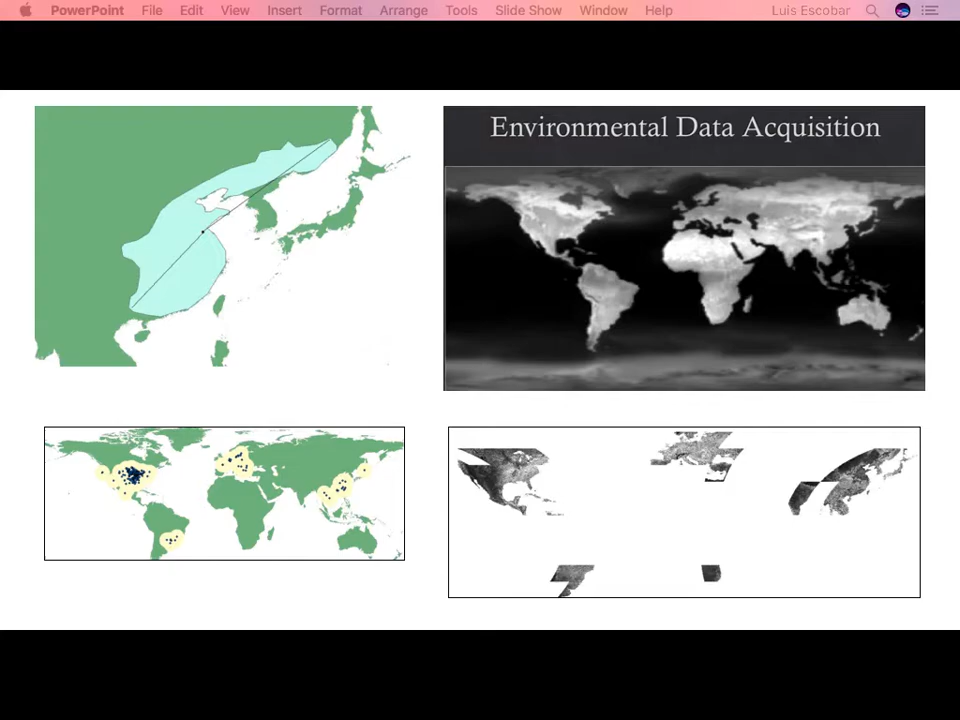 PowerPoint File Edit View Insert Format Arrange Tools Slide Show Window Help Luis Escobar
Environmental Data Acquisition